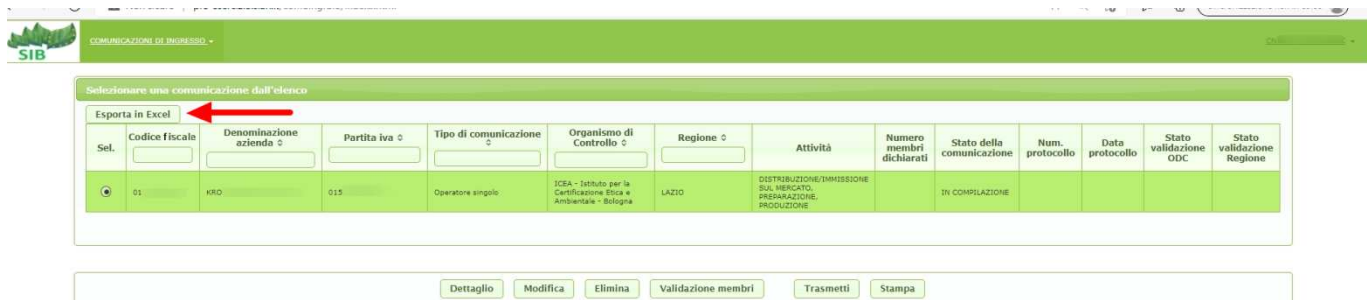 SIB
COMUNICAZIONI DI INGRESSO
Selezionare una comunicazione dall'elenco
Esporta in Excel
Sel.
Codice fiscale
Denominazione
azienda
Partita iva
Tipo di comunicazione
Organismo di
Controllo
Regione
Attività
Numero
membri
dichiarati
Stato della
comunicazione
Num.
protocollo
Data
protocollo
Stato
validazione
ODC
Stato
validazione
Regione
01
KRO
015
Operatore singolo
ICEA - Istituto per la
Certificazione Etica e
Ambientale - Bologna
LAZIO
DISTRIBUZIONE/IMMISSIONE
SUL MERCATO,
PREPARAZIONE,
PRODUZIONE
IN COMPILAZIONE
Dettaglio
Modifica
Elimina
Validazione membri
Trasmetti
Stampa